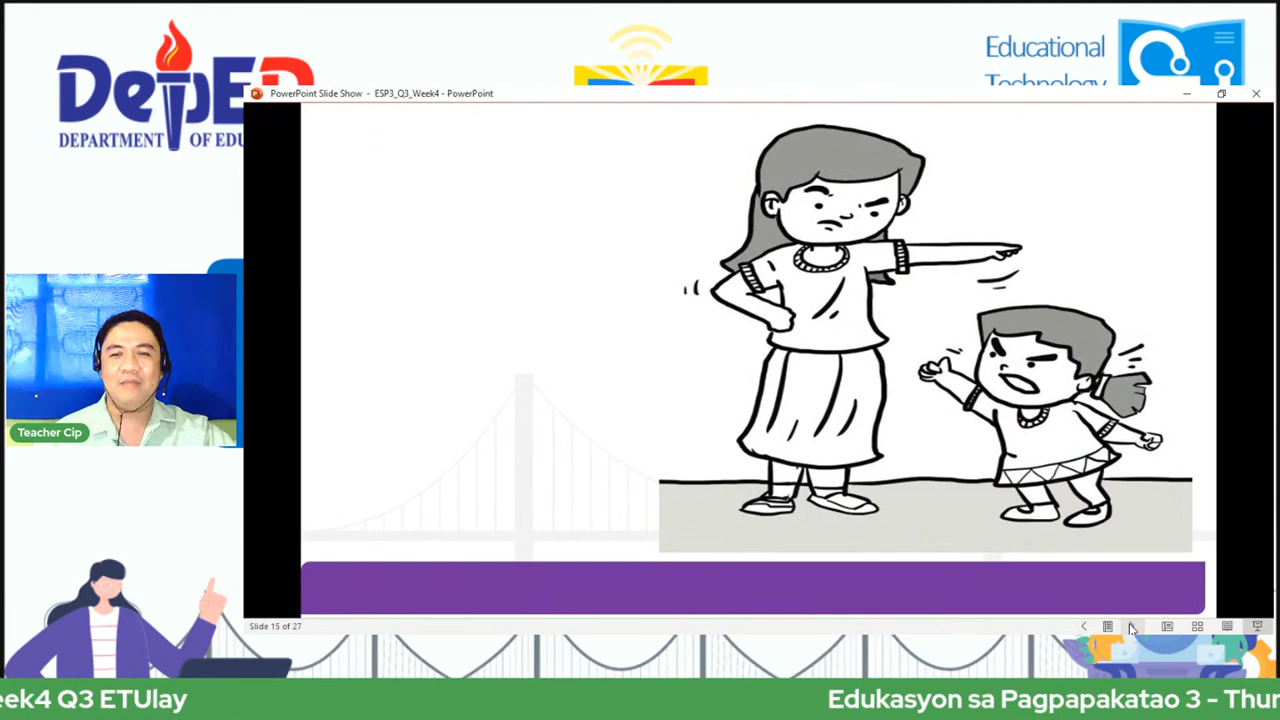 DepED
DEPARTMENT OF EDU
Educational
Technology
PowerPoint Slide Show - ESP3_Q3_Week4 - PowerPoint
Teacher Cip
Slide 15 of 27
eek4 Q3 ETUlay
Edukasyon sa Pagpapakatao 3 - Thur